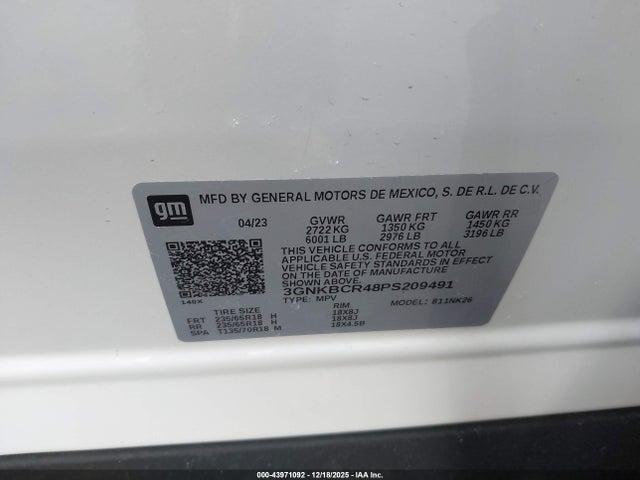 gm
MFD BY GENERAL MOTORS DE MEXICO, S. DE R.L. DE C.V.
04/23 GVWR GAWR FRT GAWR RR
2722 KG 1350 KG 1450 KG
6001 LB 2976 LB 3196 LB
THIS VEHICLE CONFORMS TO ALL
APPLICABLE U.S. FEDERAL MOTOR
VEHICLE SAFETY STANDARDS IN
EFFECT ON THE DATE OF MANUFACTURE
SHOWN ABOVE.
3GNKBCR48PS209491
140X TYPE: MPV MODEL: B11NK26
TIRE SIZE RIM
FRT 235/65R18 H 18X8J
RR 235/65R18 H 18X8J
SPA T135/70R18 M 18X4.5B
000-43971092 | 12/18/2025 | IAA Inc.